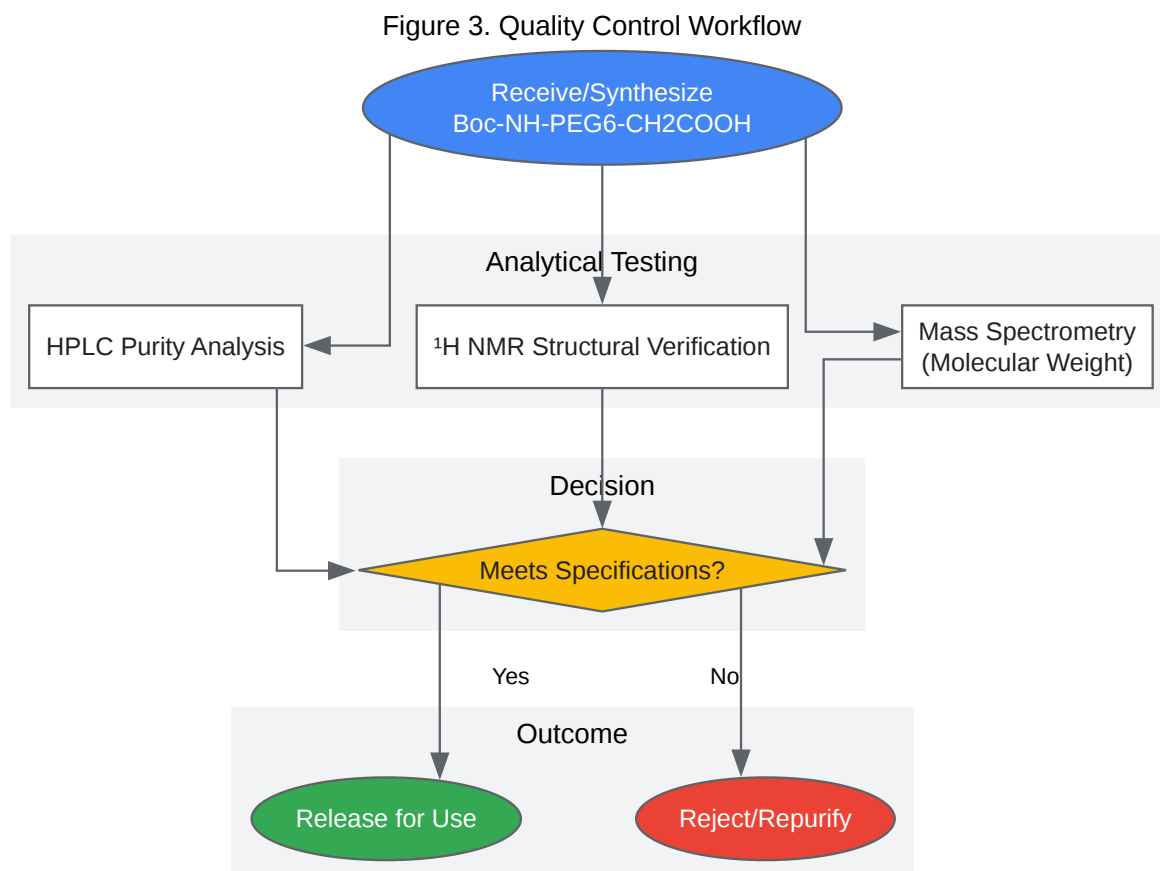 Figure 3. Quality Control Workflow
Receive/Synthesize
Boc-NH-PEG6-CH2COOH
Analytical Testing
HPLC Purity Analysis
¹H NMR Structural Verification
Mass Spectrometry
(Molecular Weight)
Decision
Meets Specifications?
Yes
No
Outcome
Release for Use
Reject/Repurify